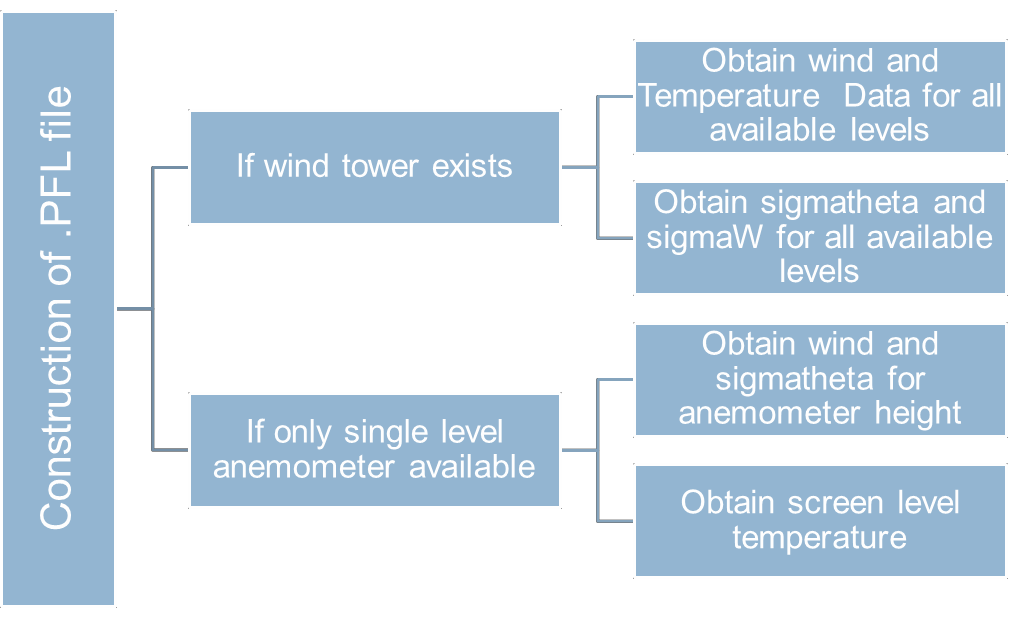 Construction of .PFL file
If wind tower exists
Obtain wind and
Temperature  Data for all
available levels
Obtain sigmatheta and
sigmaW for all available
levels
If only single level
anemometer available
Obtain wind and
sigmatheta for
anemometer height
Obtain screen level
temperature